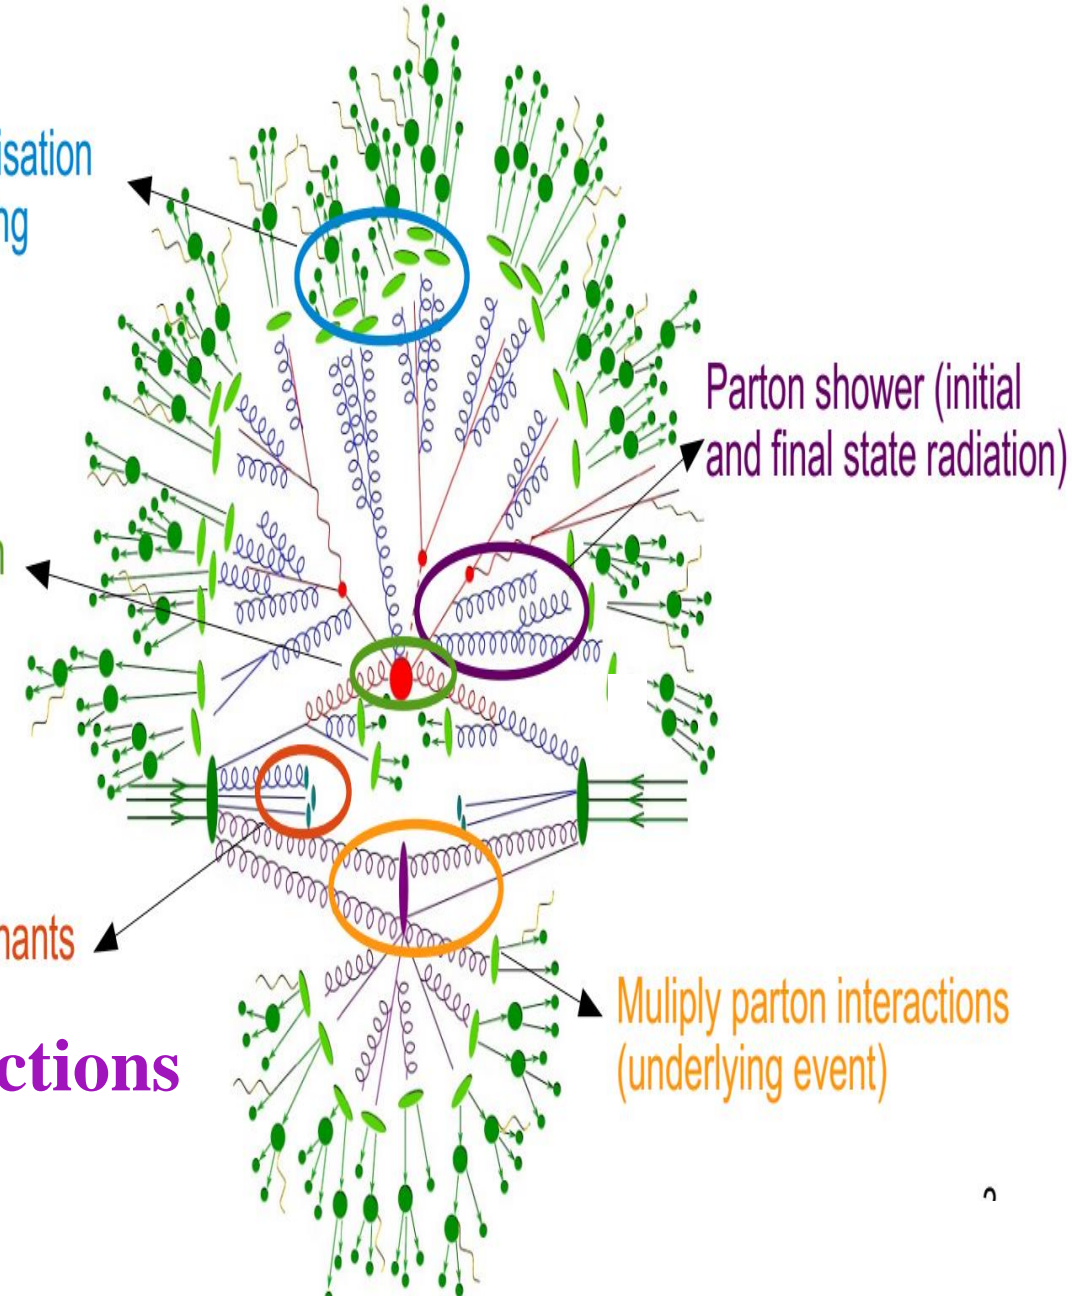 isation
ng
Parton shower (initial
and final state radiation)
n
nants
Muliply parton interactions
(underlying event)
ctions